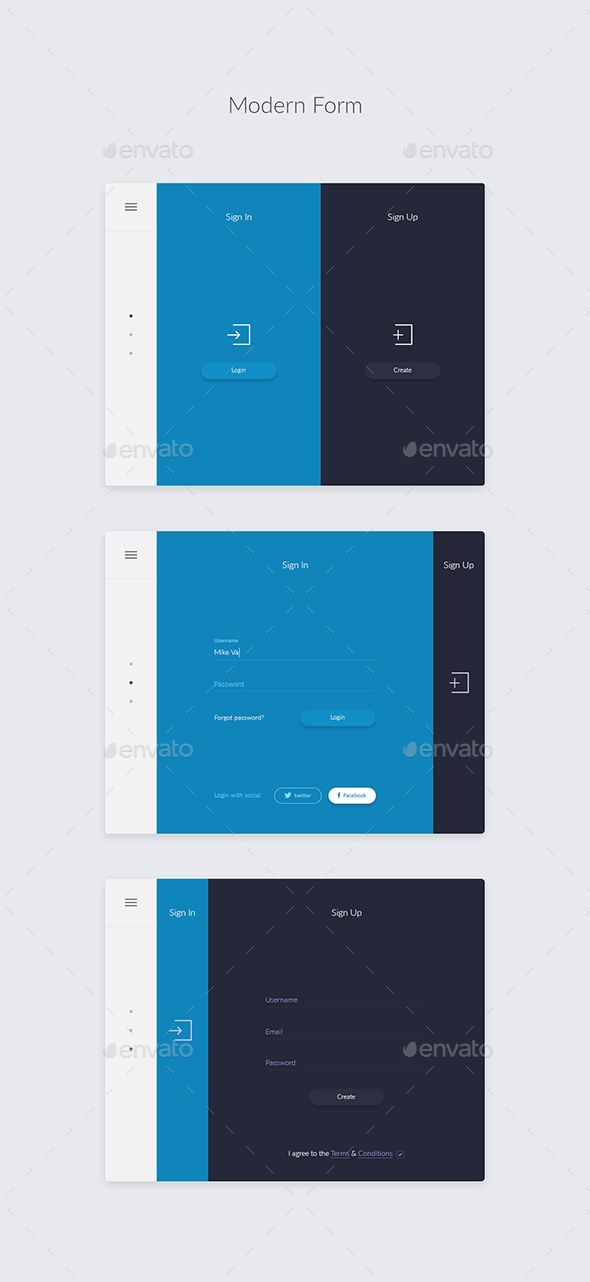 Modern Form
envato envato
Sign In Sign Up
Login Create
envato envato
Sign In Sign Up
Username
Mike Va
Password
Forgot password? Login
envato envato
Login with social: twitter Facebook
Sign In Sign Up
Username
Email
envato envato
Password
Create
I agree to the Terms & Conditions